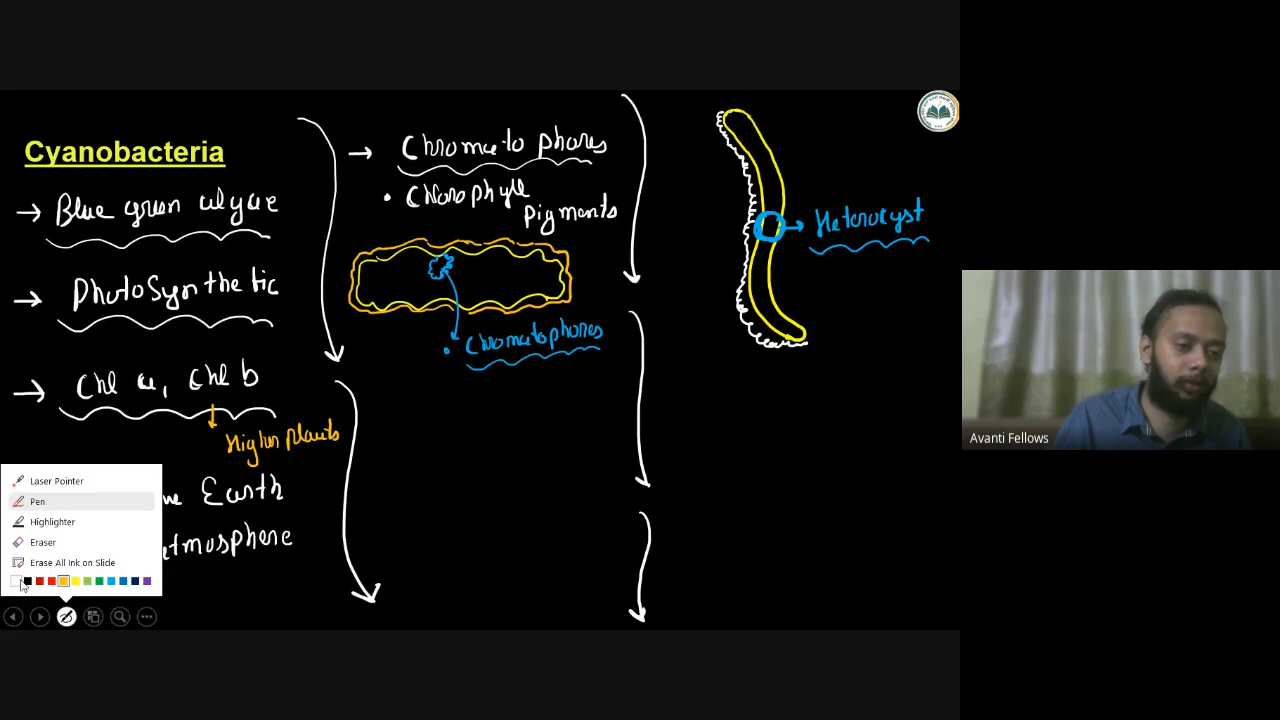 Cyanobacteria
→ Blue green algae
→ PhotoSynthetic
→ Chl a, Chl b
Higher plants
Earth
atmosphere
→ Chromatophores
• Chlorophyll
Pigments
• Chromatophores
Heterocyst
Laser Pointer
Pen
Highlighter
Eraser
Erase All Ink on Slide
Avanti Fellows